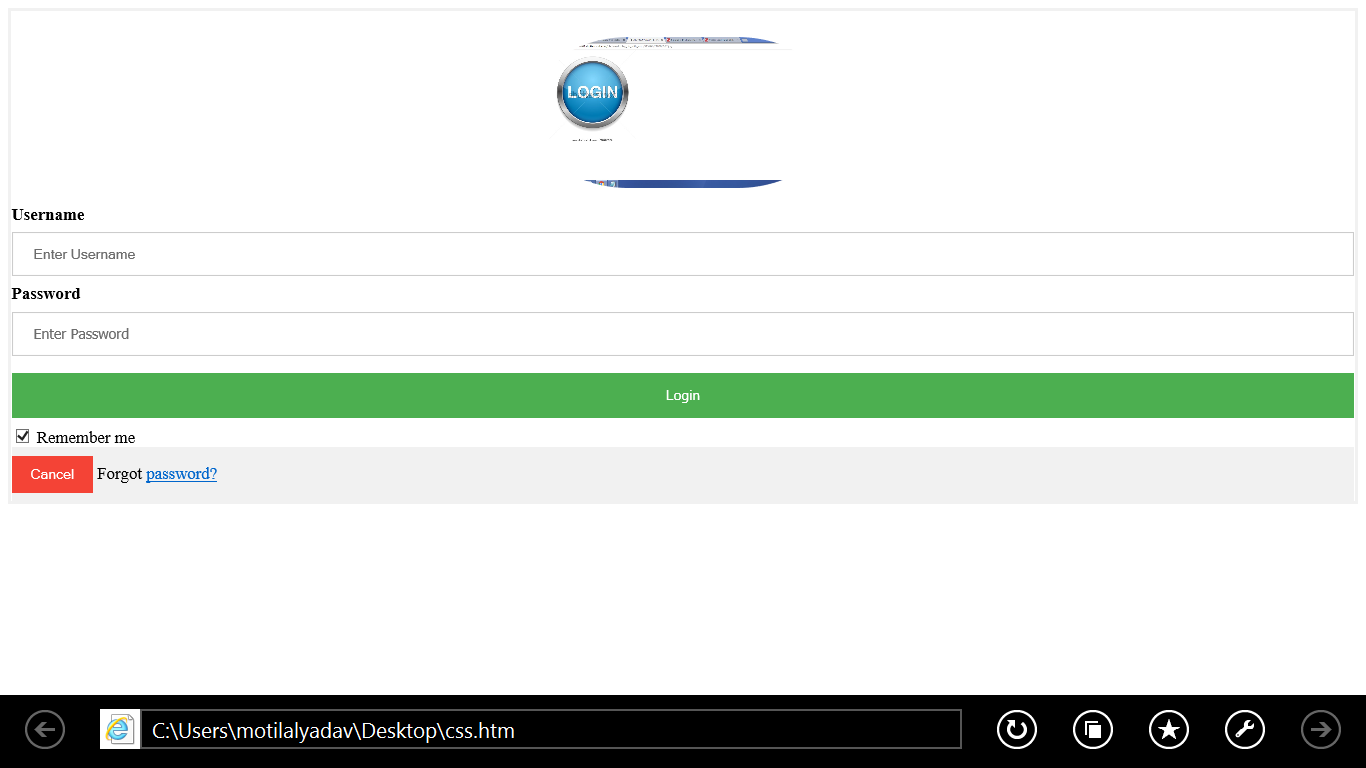 LOGIN
Username
Enter Username
Password
Enter Password
Login
Remember me
Cancel Forgot password?
C:\Users\motilalyadav\Desktop\css.htm